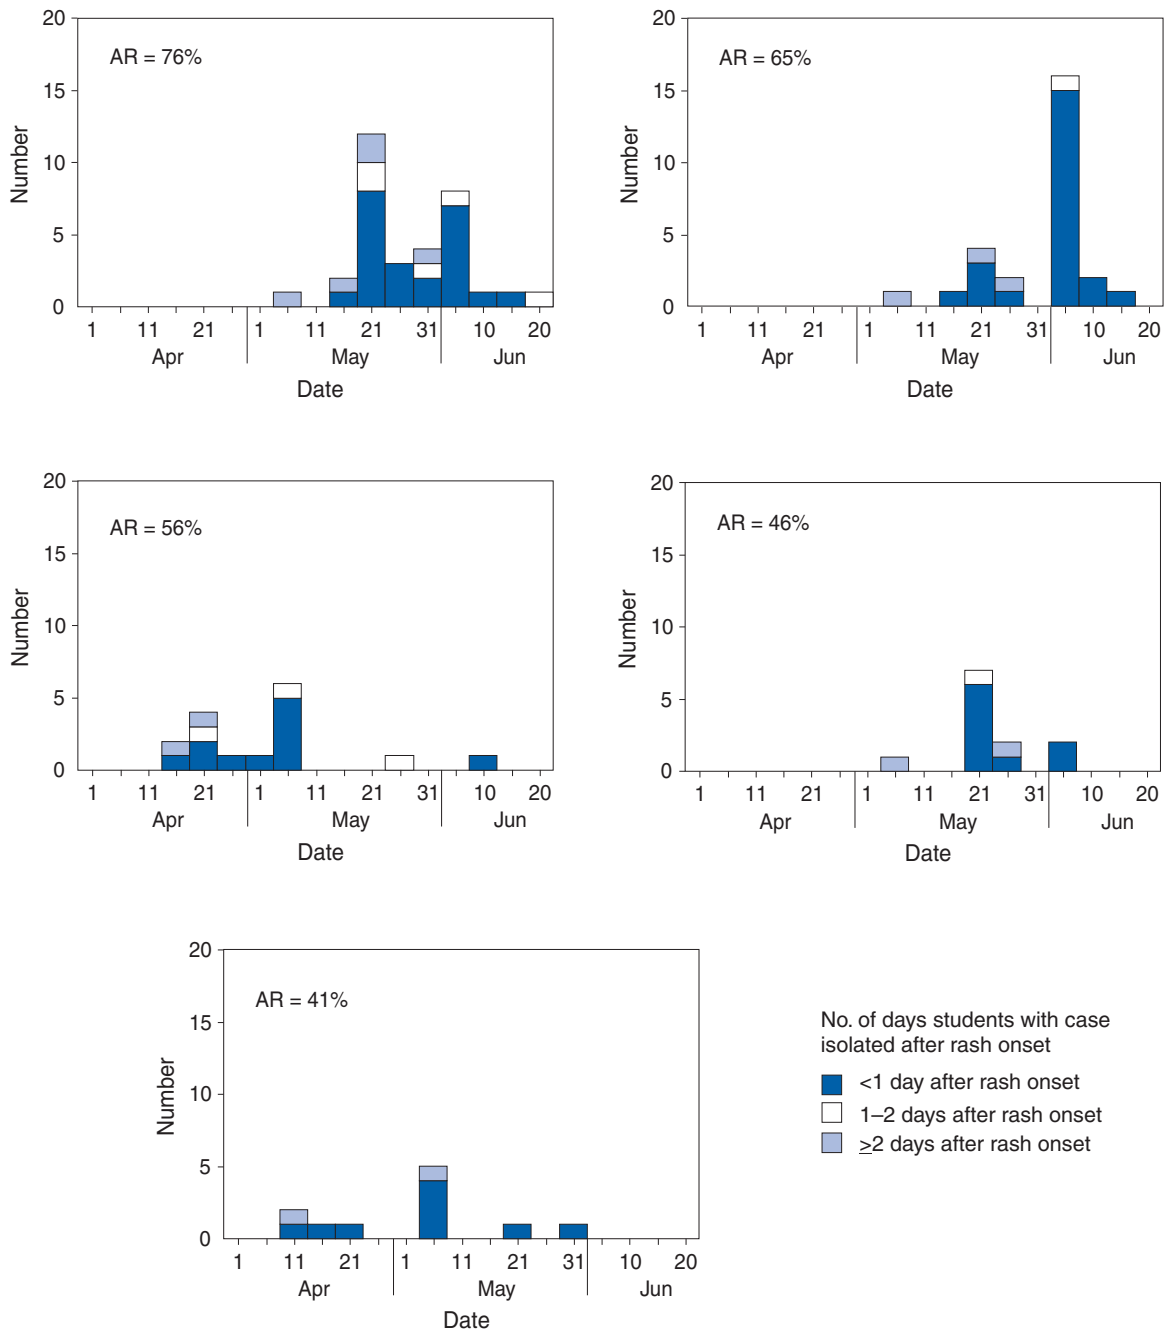 AR = 76%
20
15
10
5
0
Number
1 11 21 1 11 21 31 10 20
Apr May Jun
Date
AR = 65%
20
15
10
5
0
Number
1 11 21 1 11 21 31 10 20
Apr May Jun
Date
AR = 56%
20
15
10
5
0
Number
1 11 21 1 11 21 31 10 20
Apr May Jun
Date
AR = 46%
20
15
10
5
0
Number
1 11 21 1 11 21 31 10 20
Apr May Jun
Date
AR = 41%
20
15
10
5
0
Number
1 11 21 1 11 21 31 10 20
Apr May Jun
Date
No. of days students with case
isolated after rash onset
<1 day after rash onset
1–2 days after rash onset
≥2 days after rash onset